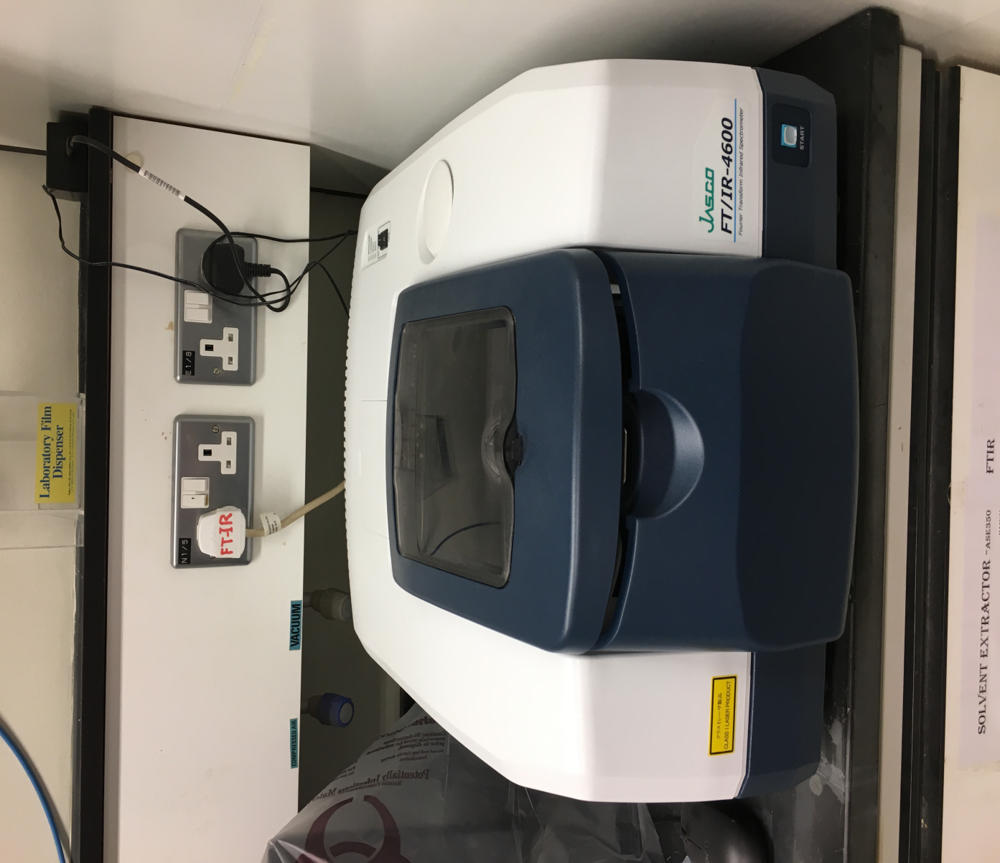 Laboratory Film
Dispenser
N1/5
E1/8
FT-IR
VACUUM
COMPRESSED AIR
JASCO
FT/IR-4600
Fourier Transform Infrared Spectrometer
START
クラス1レーザ製品
CLASS 1 LASER PRODUCT
Potentially Infectious
SOLVENT EXTRACTOR -ASE350
FTIR